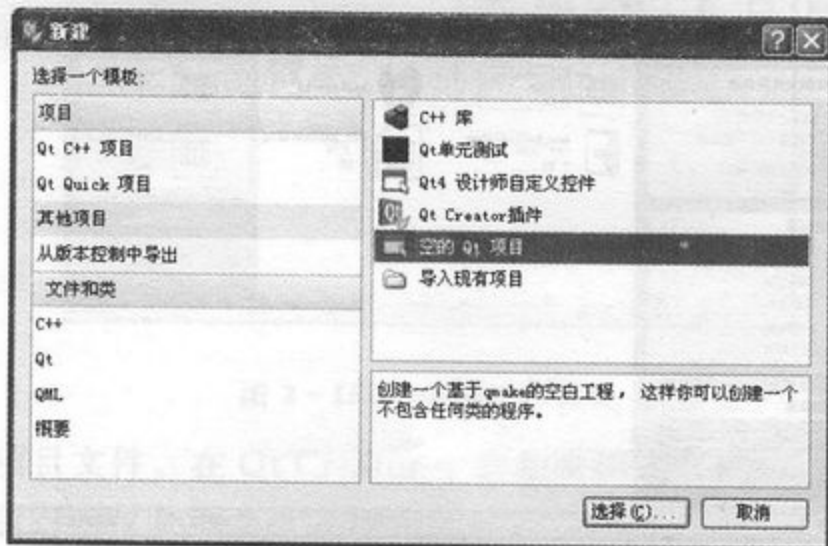 新建
选择一个模板:
项目
Qt C++ 项目
Qt Quick 项目
其他项目
从版本控制中导出
文件和类
C++
Qt
QML
概要
C++ 库
Qt单元测试
Qt4 设计师自定义控件
Qt Creator插件
空的 Qt 项目
导入现有项目
创建一个基于qmake的空白工程，这样你可以创建一个
不包含任何类的程序。
选择(C)...
取消